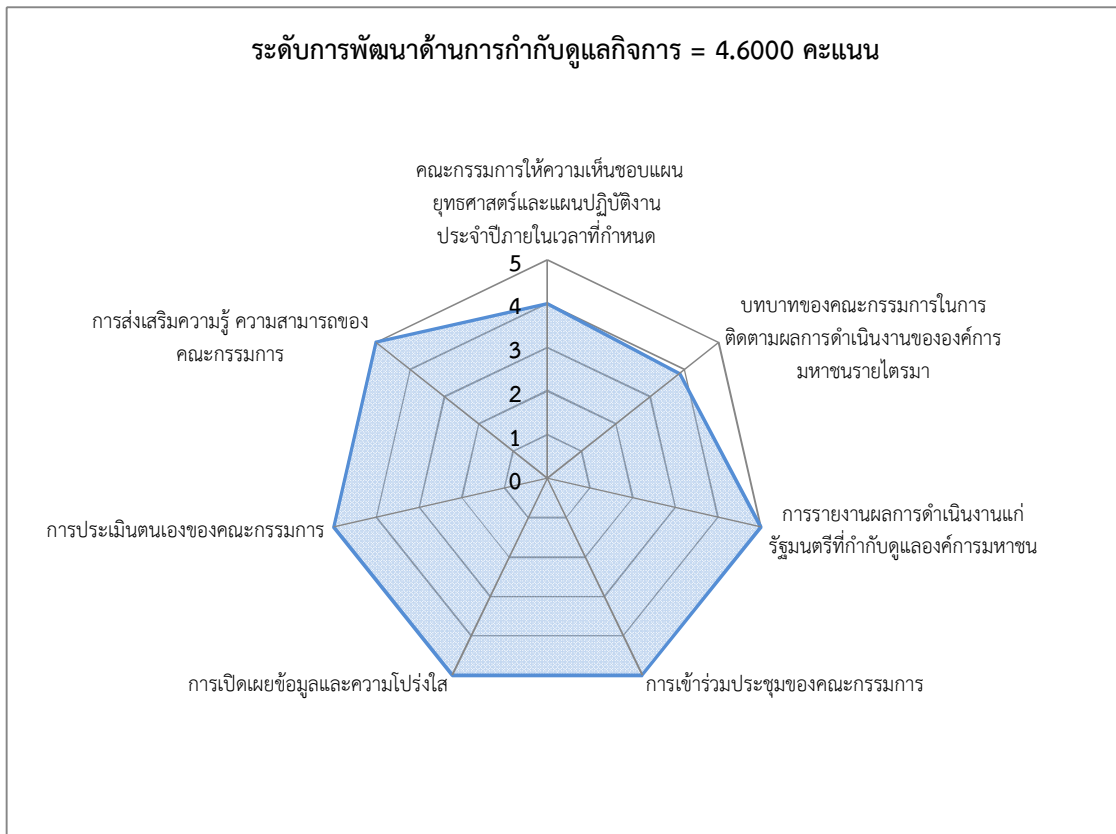 ระดับการพัฒนาด้านการกำกับดูแลกิจการ = 4.6000 คะแนน
คณะกรรมการให้ความเห็นชอบแผน
ยุทธศาสตร์และแผนปฏิบัติงาน
ประจำปีภายในเวลาที่กำหนด
บทบาทของคณะกรรมการในการ
ติดตามผลการดำเนินงานขององค์การ
มหาชนรายไตรมา
การรายงานผลการดำเนินงานแก่
รัฐมนตรีที่กำกับดูแลองค์การมหาชน
การเข้าร่วมประชุมของคณะกรรมการ
การเปิดเผยข้อมูลและความโปร่งใส
การประเมินตนเองของคณะกรรมการ
การส่งเสริมความรู้ ความสามารถของ
คณะกรรมการ
5
4
3
2
1
0